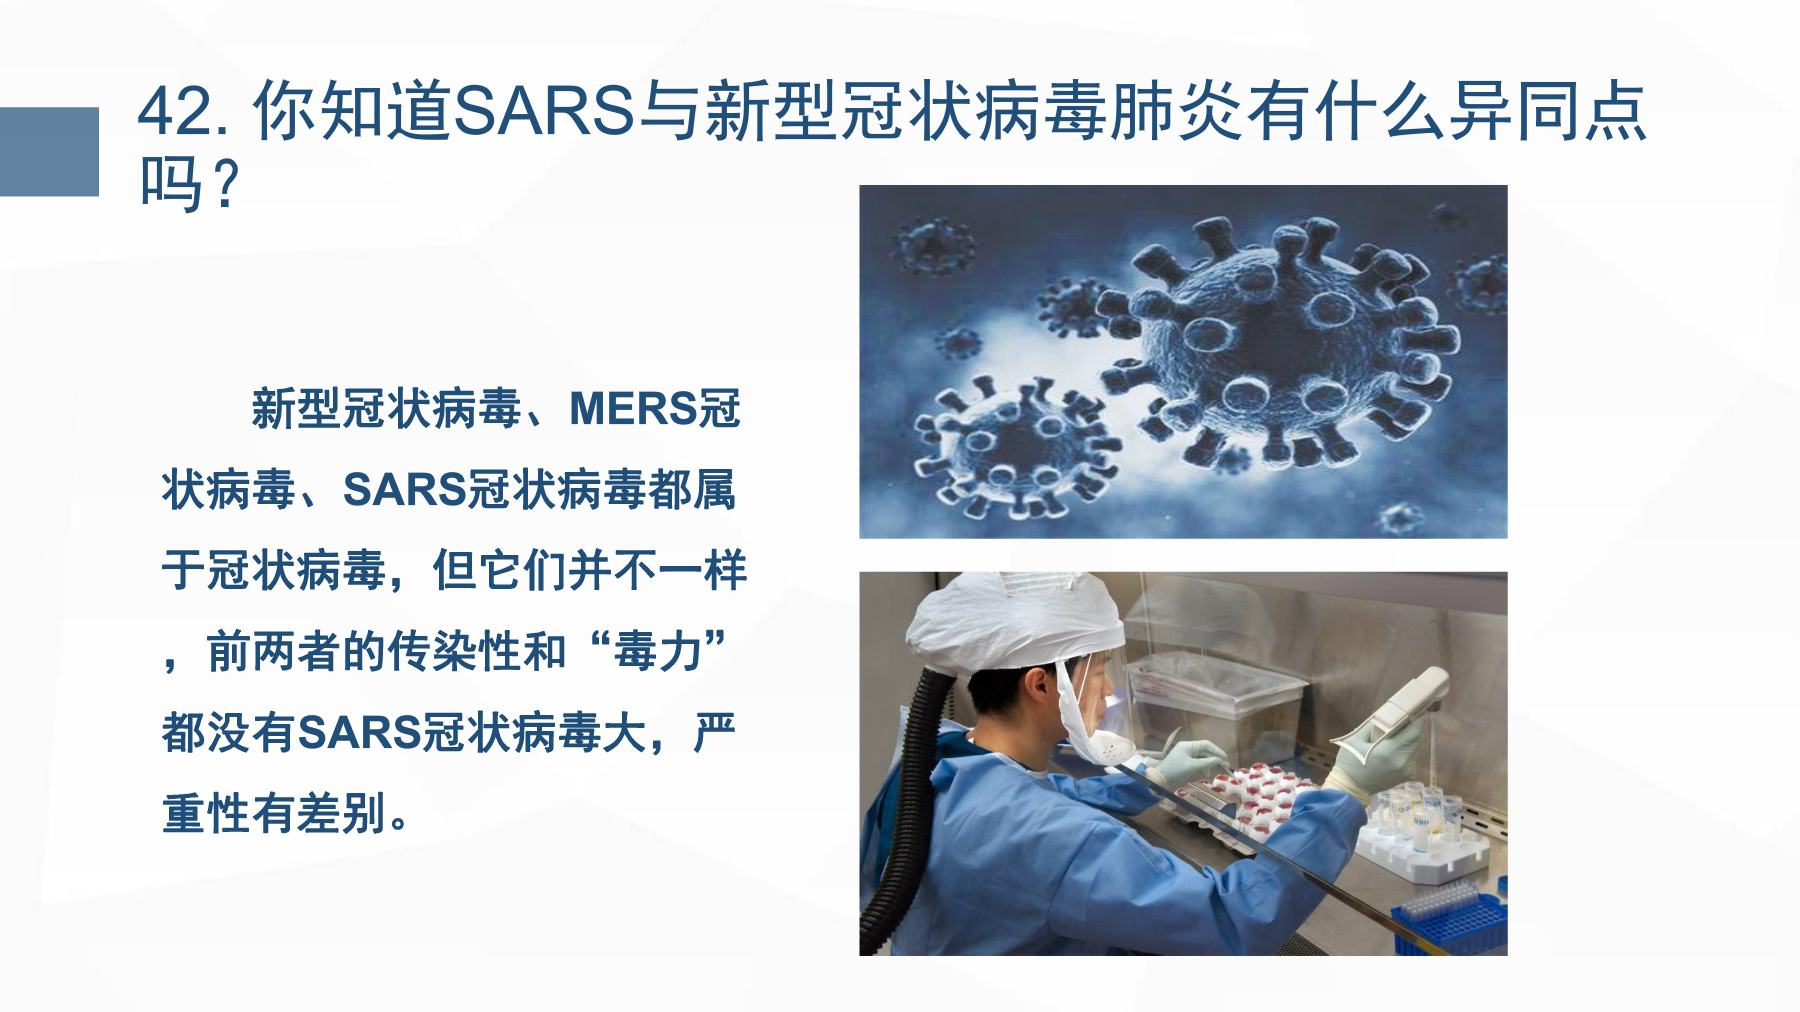 42. 你知道SARS与新型冠状病毒肺炎有什么异同点
吗？
新型冠状病毒、MERS冠
状病毒、SARS冠状病毒都属
于冠状病毒，但它们并不一样
，前两者的传染性和“毒力”
都没有SARS冠状病毒大，严
重性有差别。